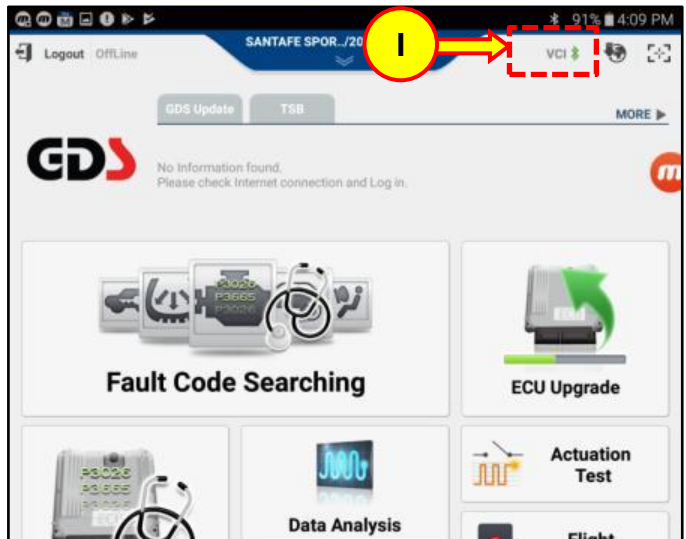 91% 4:09 PM
Logout OffLine
SANTAFE SPOR../20
I
VCI
GDS Update
TSB
MORE
GDS
No Information found.
Please check Internet connection and Log in.
m
P3026
P3665
P3026
ECU
Fault Code Searching
ECU Upgrade
P3026
P3665
P3026
ECU
Data Analysis
Actuation
Test
Flight